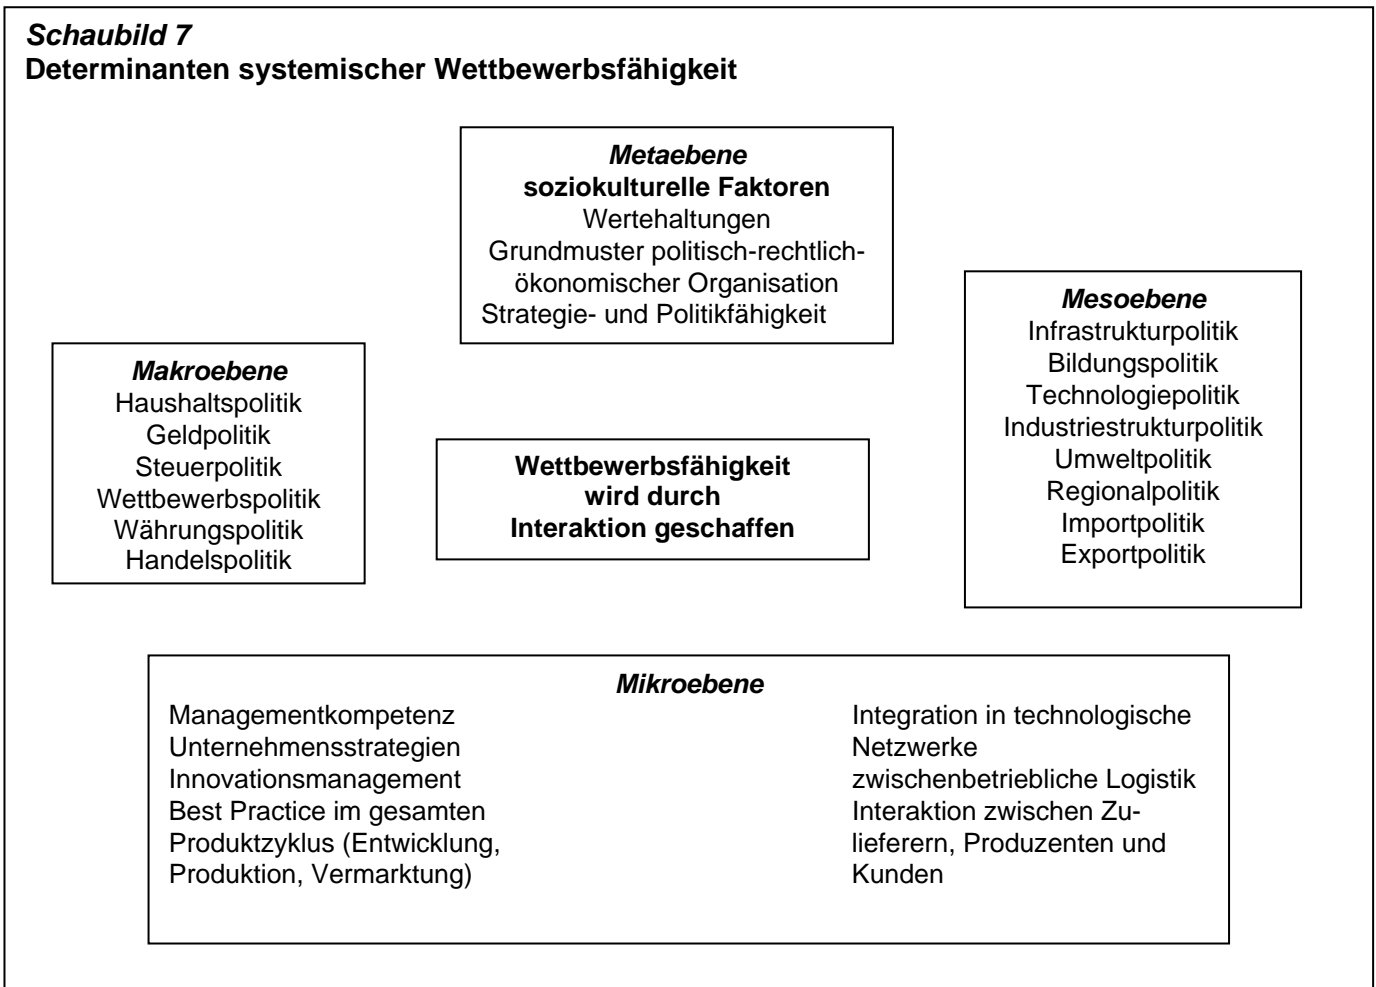 Schaubild 7
Determinanten systemischer Wettbewerbsfähigkeit
Metaebene
soziokulturelle Faktoren
Wertehaltungen
Grundmuster politisch-rechtlich-
ökonomischer Organisation
Strategie- und Politikfähigkeit
Makroebene
Haushaltspolitik
Geldpolitik
Steuerpolitik
Wettbewerbspolitik
Währungspolitik
Handelspolitik
Wettbewerbsfähigkeit
wird durch
Interaktion geschaffen
Mesoebene
Infrastrukturpolitik
Bildungspolitik
Technologiepolitik
Industriestrukturpolitik
Umweltpolitik
Regionalpolitik
Importpolitik
Exportpolitik
Mikroebene
Managementkompetenz
Unternehmensstrategien
Innovationsmanagement
Best Practice im gesamten
Produktzyklus (Entwicklung,
Produktion, Vermarktung)
Integration in technologische
Netzwerke
zwischenbetriebliche Logistik
Interaktion zwischen Zu-
lieferern, Produzenten und
Kunden